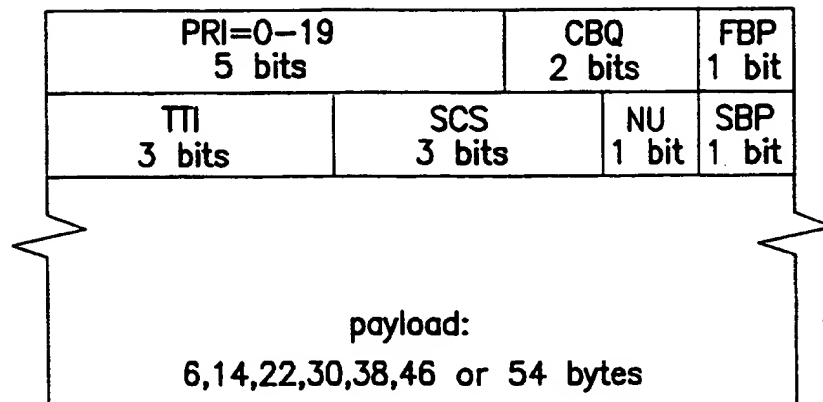 PRI=0-19 CBQ FBP
5 bits 2 bits 1 bit
TTI SCS NU SBP
3 bits 3 bits 1 bit 1 bit
payload:
6,14,22,30,38,46 or 54 bytes